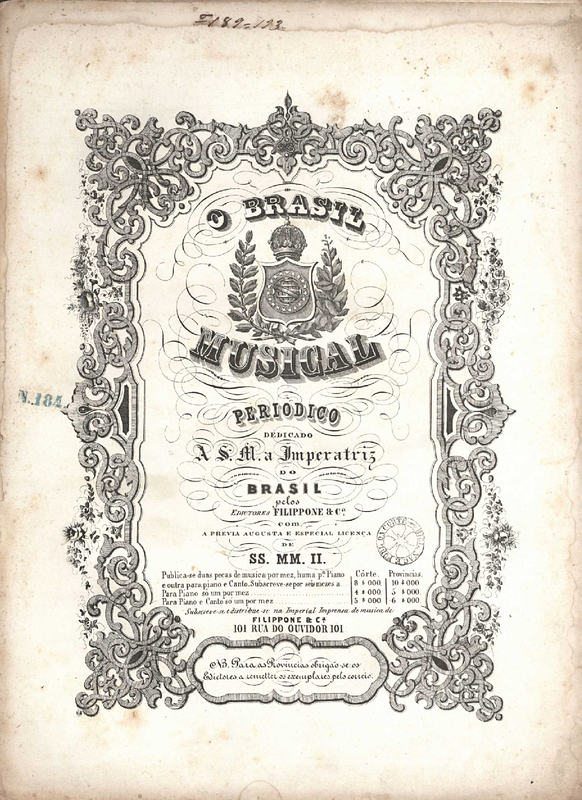 O BRASIL
MUSICAL
N.184.
PERIODICO
DEDICADO
A S. M. a Imperatriz
DO
BRASIL
pelos
EDICTORES FILIPPONE & Cª
com
A PREVIA AUGUSTA E ESPECIAL LICENÇA
DE
SS. MM. II.
Publica-se duas peças de musica por mez, huma pª Piano Côrte. Provincias.
e outra para piano e Canto. Subscreve-se por seis mezes a 8 $ 000 10 $ 000
Para Piano só um por mez 4 $ 000 5 $ 000
Para Piano e Canto só um por mez 5 $ 000 6 $ 000
Subscreve-se e distribue-se na Imperial Imprensa de musica de
FILIPPONE & Cª
101 RUA DO OUVIDOR 101
NB. Para as Provincias obrigão-se os
Edictores a remetter os exemplares pelo correio.